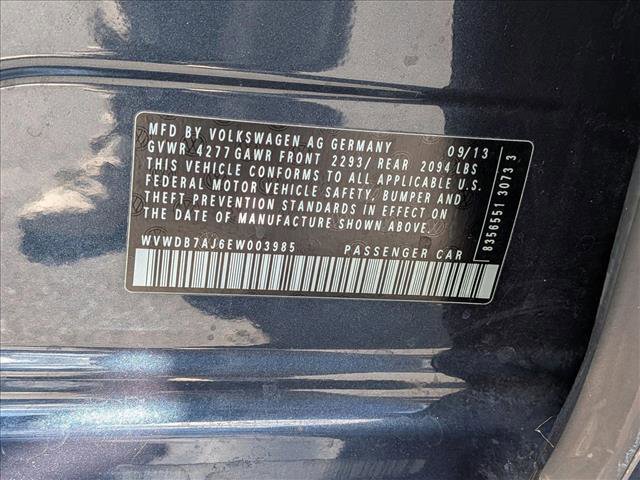 MFD BY VOLKSWAGEN AG GERMANY 09/13
GVWR 4277 GAWR FRONT 2293/ REAR 2094 LBS
THIS VEHICLE CONFORMS TO ALL APPLICABLE U.S.
FEDERAL MOTOR VEHICLE SAFETY, BUMPER AND
THEFT PREVENTION STANDARDS IN EFFECT ON
THE DATE OF MANUFACTURE SHOWN ABOVE.
WVWDB7AJ6EW003985 PASSENGER CAR
8356551 3073 3